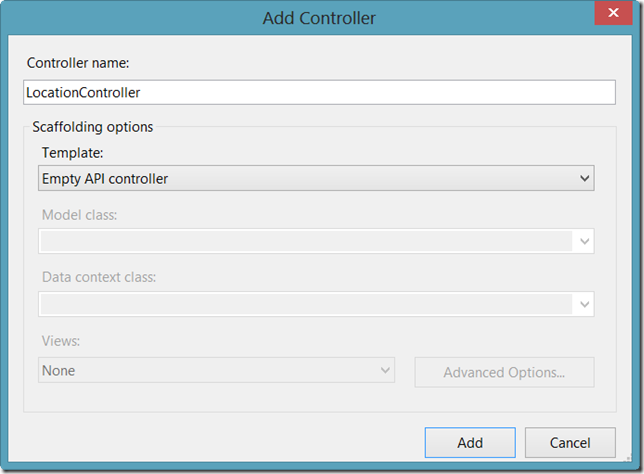 Add Controller
Controller name:
LocationController
Scaffolding options
Template:
Empty API controller
Model class:
Data context class:
Views:
None
Advanced Options...
Add
Cancel